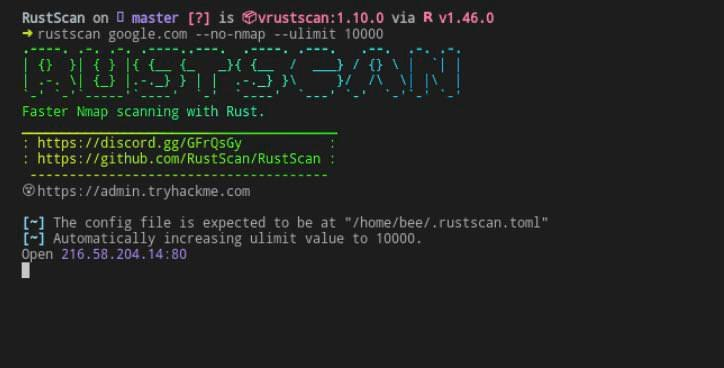 RustScan on master [?] is 📦vrustscan:1.10.0 via R v1.46.0
➜ rustscan google.com --no-nmap --ulimit 10000
RUSTSCAN
Faster Nmap scanning with Rust.
: https://discord.gg/GFrQsGy :
: https://github.com/RustScan/RustScan :
--------------------------------------
😵https://admin.tryhackme.com
[~] The config file is expected to be at "/home/bee/.rustscan.toml"
[~] Automatically increasing ulimit value to 10000.
Open 216.58.204.14:80